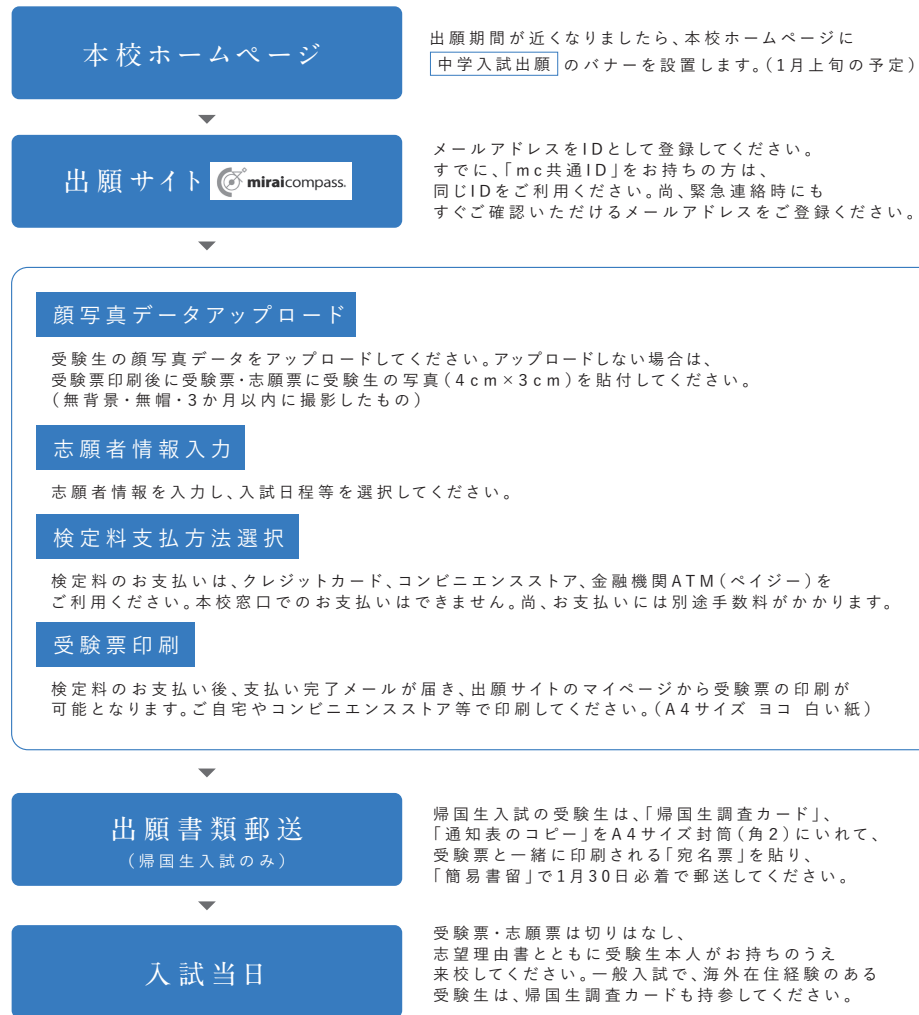 本校ホームページ
出願期間が近くなりましたら、本校ホームページに
中学入試出願 のバナーを設置します。(1月上旬の予定)
出願サイト miraicompass.
メールアドレスをIDとして登録してください。
すでに、「mc共通ID」をお持ちの方は、
同じIDをご利用ください。尚、緊急連絡時にも
すぐご確認いただけるメールアドレスをご登録ください。
顔写真データアップロード
受験生の顔写真データをアップロードしてください。アップロードしない場合は、
受験票印刷後に受験票・志願票に受験生の写真(4cm×3cm)を貼付してください。
(無背景・無帽・3か月以内に撮影したもの)
志願者情報入力
志願者情報を入力し、入試日程等を選択してください。
検定料支払方法選択
検定料のお支払いは、クレジットカード、コンビニエンスストア、金融機関ATM(ペイジー)を
ご利用ください。本校窓口でのお支払いはできません。尚、お支払いには別途手数料がかかります。
受験票印刷
検定料のお支払い後、支払い完了メールが届き、出願サイトのマイページから受験票の印刷が
可能となります。ご自宅やコンビニエンスストア等で印刷してください。(A4サイズ ヨコ 白い紙)
出願書類郵送
(帰国生入試のみ)
帰国生入試の受験生は、「帰国生調査カード」、
「通知表のコピー」をA4サイズ封筒(角2)にいれて、
受験票と一緒に印刷される「宛名票」を貼り、
「簡易書留」で1月30日必着で郵送してください。
入試当日
受験票・志願票は切りはなし、
志望理由書とともに受験生本人がお持ちのうえ
来校してください。一般入試で、海外在住経験のある
受験生は、帰国生調査カードも持参してください。